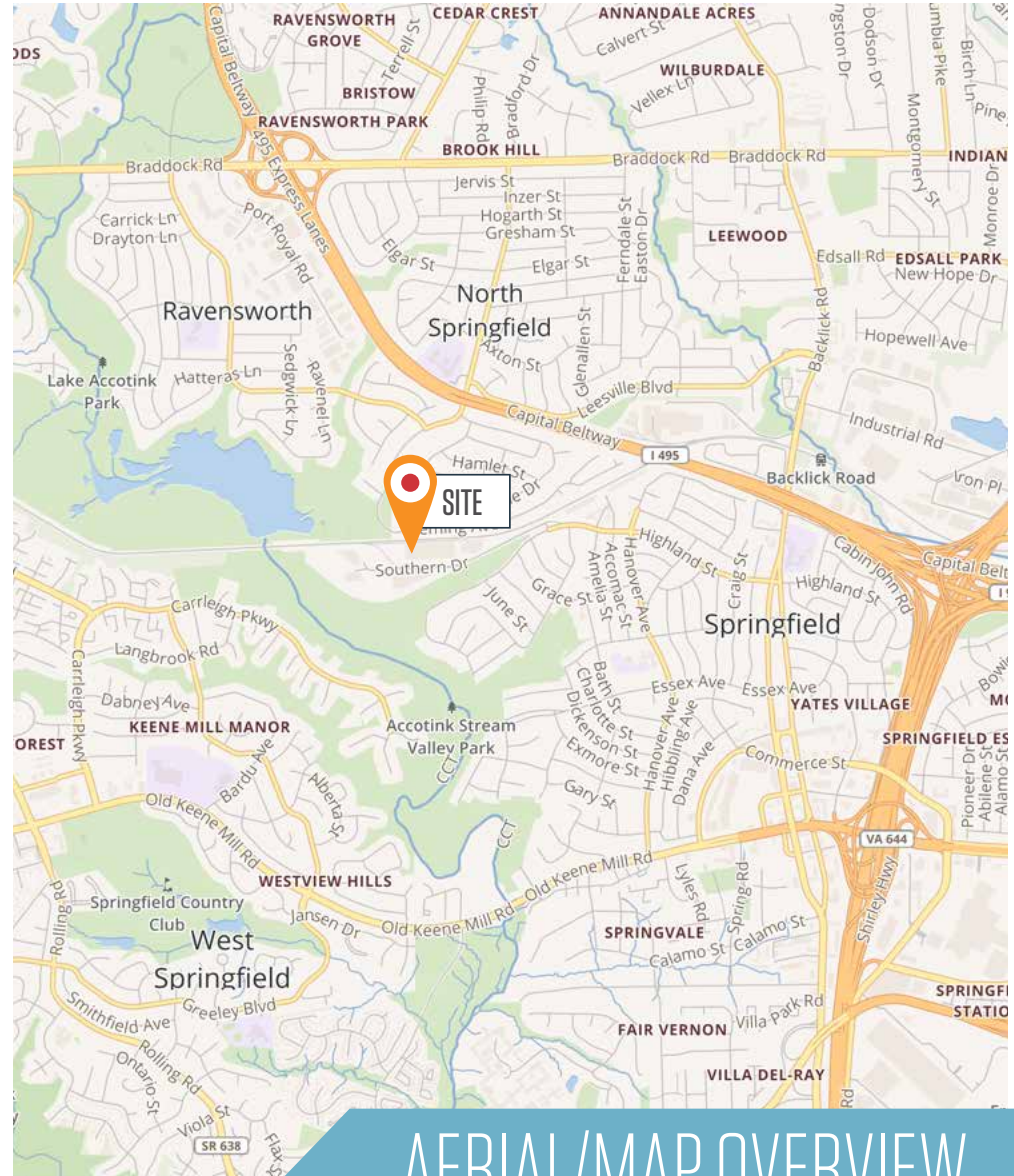 RAVENSWORTH
GROVE
CEDAR CREST
ANNANDALE ACRES
Capital Beltway
Terrell St
Calvert St
Dodson Dr
Birch Ln
BRISTOW
Philip Rd
Bradford Dr
WILBURDALE
Vellex Ln
Montgomery St
RAVENSWORTH PARK
BROOK HILL
Braddock Rd
495 Express Lanes
Braddock Rd
Braddock Rd
INDIAN
Monroe Dr
Jervis St
Inzer St
Hogarth St
Gresham St
Carrick Ln
Drayton Ln
Port Royal Rd
Elgar St
Elgar St
Ferndale St
Easton Dr
LEEWOOD
Edsall Rd
EDSALL PARK
New Hope Dr
Ravensworth
North
Springfield
Backlick Rd
Hopewell Ave
Axton St
Glenallen St
Lake Accotink
Park
Hatteras Ln
Sedgwick Ln
Ravenel Ln
Leesville Blvd
Capital Beltway
Industrial Rd
I 495
Hamlet St
Backlick Road
Iron Pl
SITE
Southern Dr
Highland St
Craig St
Cabin John Rd
Highland St
June St
Grace St
Amelia St
Accomac St
Hanover Ave
Carrleigh Pkwy
Springfield
Langbrook Rd
Carrleigh Pkwy
Dabney Ave
KEENE MILL MANOR
Bardu Ave
Accotink Stream
Valley Park
CCT
Bath St
Charlotte St
Dickenson St
Exmore St
Essex Ave
Essex Ave
YATES VILLAGE
SPRINGFIELD ES
OREST
Hanover Ave
Hibbling Ave
Dana Ave
Commerce St
Pioneer Dr
Abilene St
Alamo St
Gary St
Alberta St
Old Keene Mill Rd
VA 644
CCT
Old Keene Mill Rd
WESTVIEW HILLS
Lyles Rd
Spring Rd
Shirley Hwy
Springfield Country
Club
Jansen Dr
Old Keene Mill Rd
Rolling Rd
West
Springfield
SPRINGVALE
Calamo St
Calamo St
Greeley Blvd
Smithfield Ave
SPRINGFI
STATIO
FAIR VERNON
Villa Park Rd
Rolling Rd
Ontario St
VILLA DEL-RAY
Viola St
SR 638
Rd
AERIAL/MAP OVERVIEW